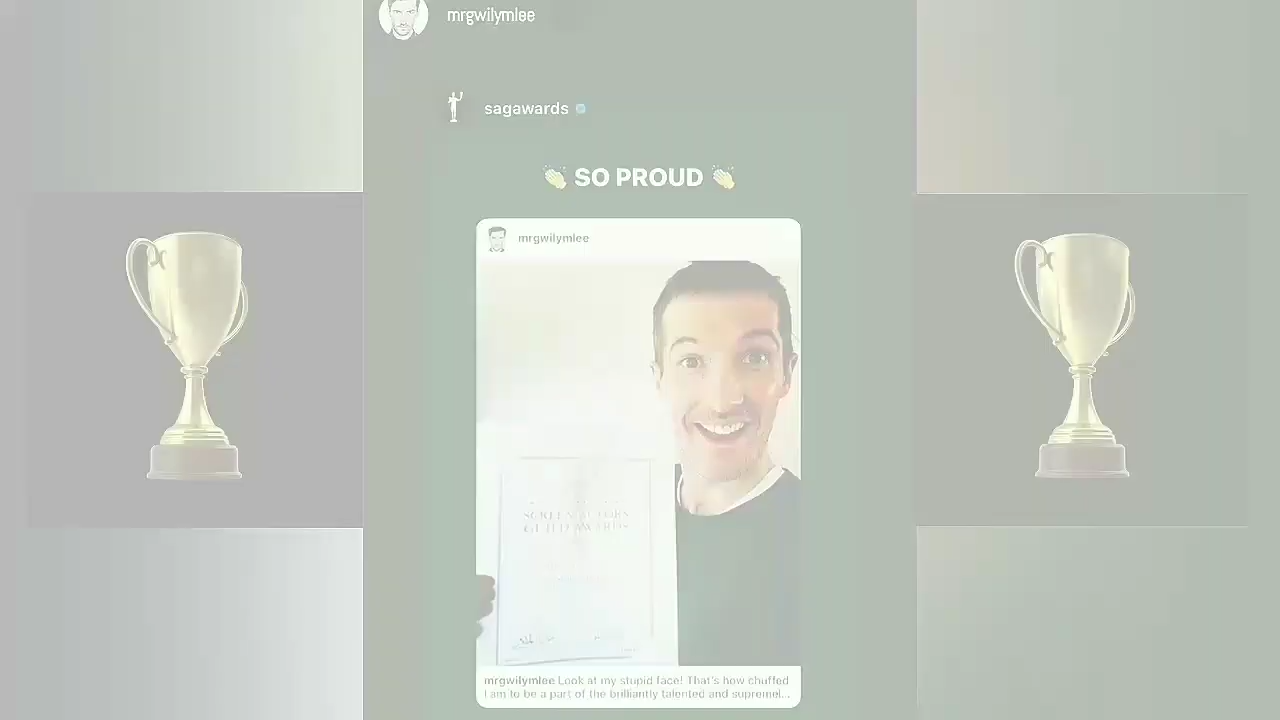 mrgwilymlee
sagawards
👏 SO PROUD 👏
mrgwilymlee
SCREEN ACTORS
GUILD AWARDS
mrgwilymlee Look at my stupid face! That's how chuffed
I am to be a part of the brilliantly talented and supremel...